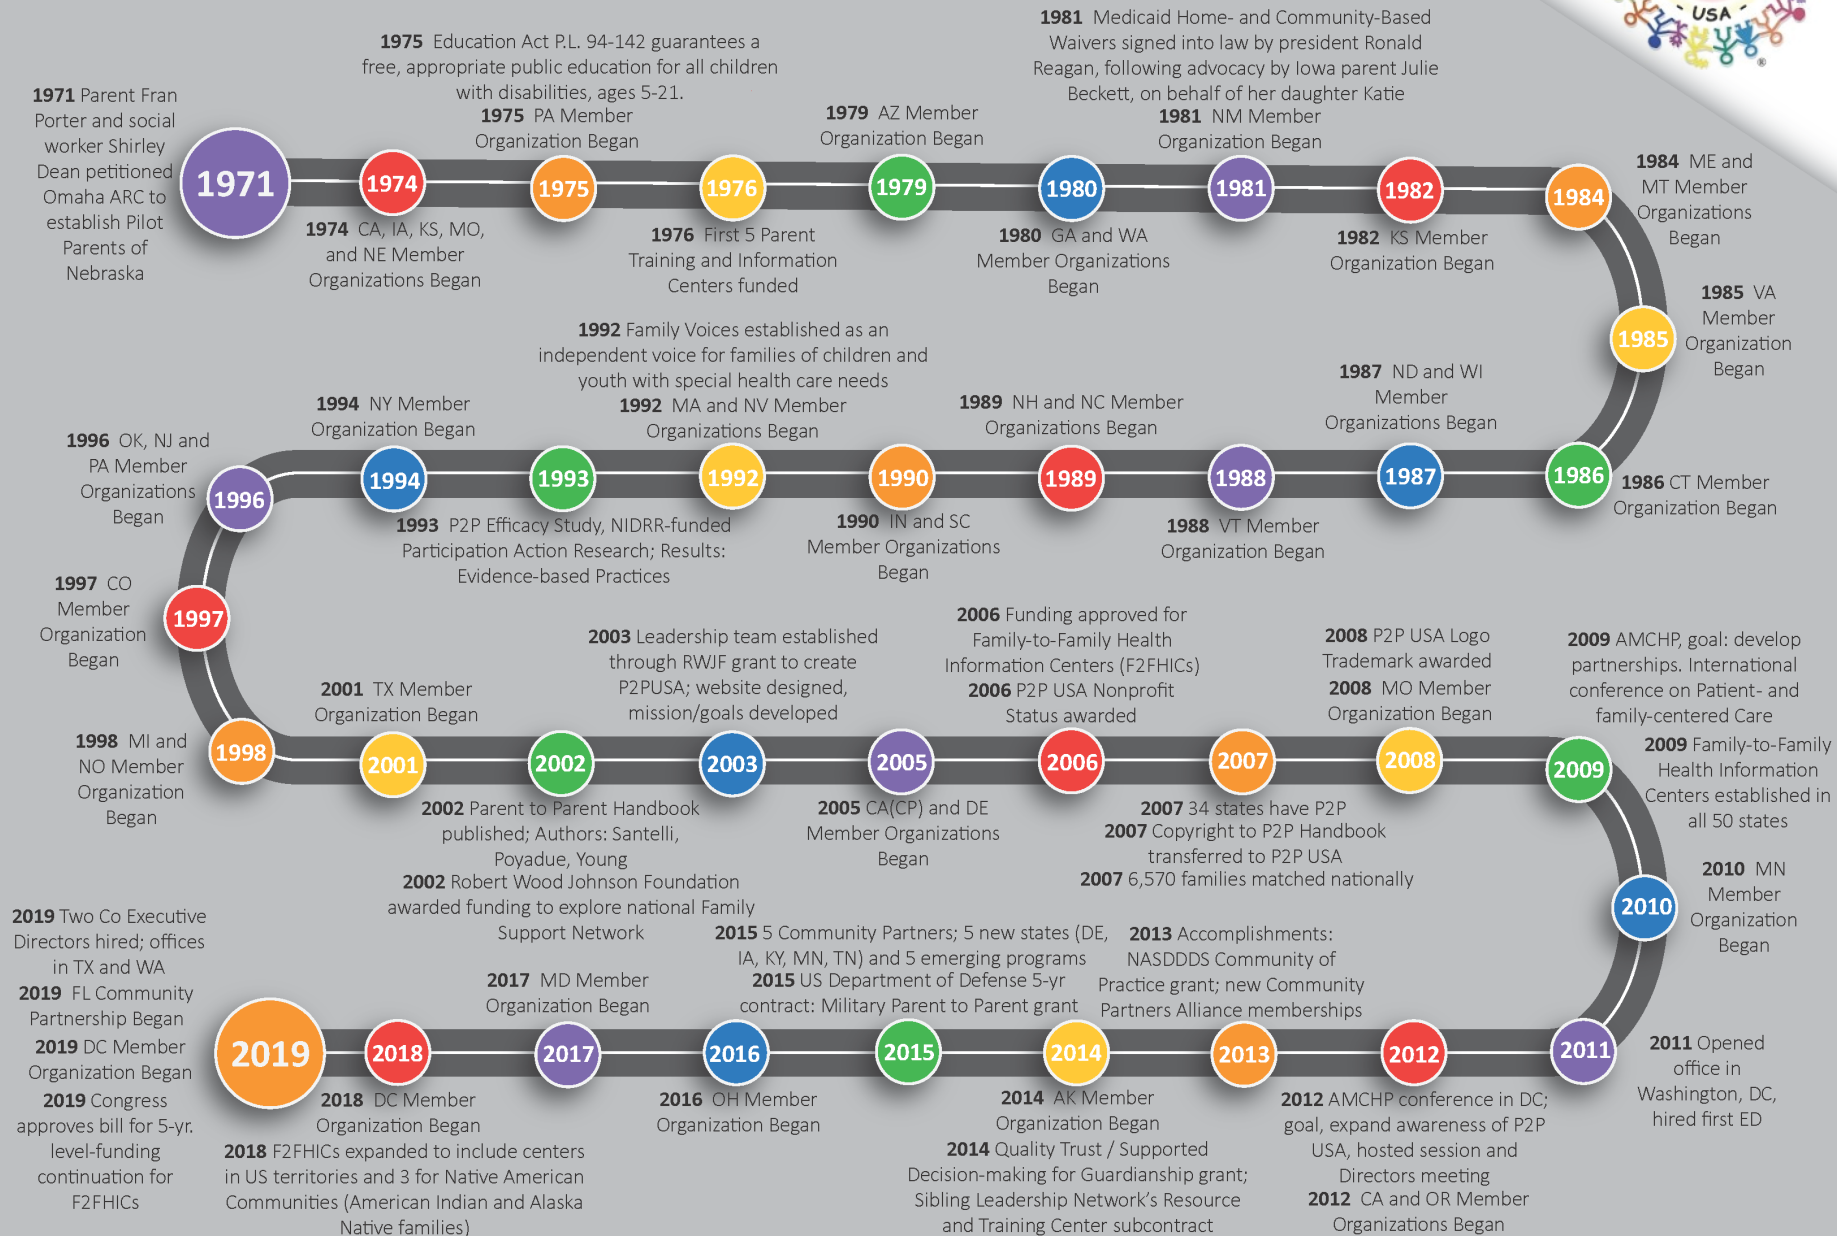 USA
®
1975 Education Act P.L. 94-142 guarantees a
free, appropriate public education for all children
with disabilities, ages 5-21.
1975 PA Member
Organization Began
1981 Medicaid Home- and Community-Based
Waivers signed into law by president Ronald
Reagan, following advocacy by Iowa parent Julie
Beckett, on behalf of her daughter Katie
1981 NM Member
Organization Began
1979 AZ Member
Organization Began
1971 Parent Fran
Porter and social
worker Shirley
Dean petitioned
Omaha ARC to
establish Pilot
Parents of
Nebraska
1971
1974
1975
1976
1979
1980
1981
1982
1984
1984 ME and
MT Member
Organizations
Began
1974 CA, IA, KS, MO,
and NE Member
Organizations Began
1976 First 5 Parent
Training and Information
Centers funded
1980 GA and WA
Member Organizations
Began
1982 KS Member
Organization Began
1985
1985 VA
Member
Organization
Began
1992 Family Voices established as an
independent voice for families of children and
youth with special health care needs
1992 MA and NV Member
Organizations Began
1987 ND and WI
Member
Organizations Began
1989 NH and NC Member
Organizations Began
1994 NY Member
Organization Began
1996 OK, NJ and
PA Member
Organizations
Began
1996
1994
1993
1992
1990
1989
1988
1987
1986
1986 CT Member
Organization Began
1993 P2P Efficacy Study, NIDRR-funded
Participation Action Research; Results:
Evidence-based Practices
1990 IN and SC
Member Organizations
Began
1988 VT Member
Organization Began
1997 CO
Member
Organization
Began
1997
2001 TX Member
Organization Began
2003 Leadership team established
through RWJF grant to create
P2PUSA; website designed,
mission/goals developed
2006 Funding approved for
Family-to-Family Health
Information Centers (F2FHICs)
2006 P2P USA Nonprofit
Status awarded
2008 P2P USA Logo
Trademark awarded
2008 MO Member
Organization Began
2009 AMCHP, goal: develop
partnerships. International
conference on Patient- and
family-centered Care
1998 MI and
NO Member
Organization
Began
1998
2001
2002
2003
2005
2006
2007
2008
2009
2009 Family-to-Family
Health Information
Centers established in
all 50 states
2002 Parent to Parent Handbook
published; Authors: Santelli,
Poyadue, Young
2002 Robert Wood Johnson Foundation
awarded funding to explore national Family
Support Network
2005 CA(CP) and DE
Member Organizations
Began
2007 34 states have P2P
2007 Copyright to P2P Handbook
transferred to P2P USA
2007 6,570 families matched nationally
2010
2010 MN
Member
Organization
Began
2019 Two Co Executive
Directors hired; offices
in TX and WA
2019 FL Community
Partnership Began
2019 DC Member
Organization Began
2019 Congress
approves bill for 5-yr.
level-funding
continuation for
F2FHICs
2017 MD Member
Organization Began
2015 5 Community Partners; 5 new states (DE,
IA, KY, MN, TN) and 5 emerging programs
2015 US Department of Defense 5-yr
contract: Military Parent to Parent grant
2013 Accomplishments:
NASDDDS Community of
Practice grant; new Community
Partners Alliance memberships
2019
2018
2017
2016
2015
2014
2013
2012
2011
2011 Opened
office in
Washington, DC,
hired first ED
2018 DC Member
Organization Began
2018 F2FHICs expanded to include centers
in US territories and 3 for Native American
Communities (American Indian and Alaska
Native families)
2016 OH Member
Organization Began
2014 AK Member
Organization Began
2014 Quality Trust / Supported
Decision-making for Guardianship grant;
Sibling Leadership Network's Resource
and Training Center subcontract
2012 AMCHP conference in DC;
goal, expand awareness of P2P
USA, hosted session and
Directors meeting
2012 CA and OR Member
Organizations Began